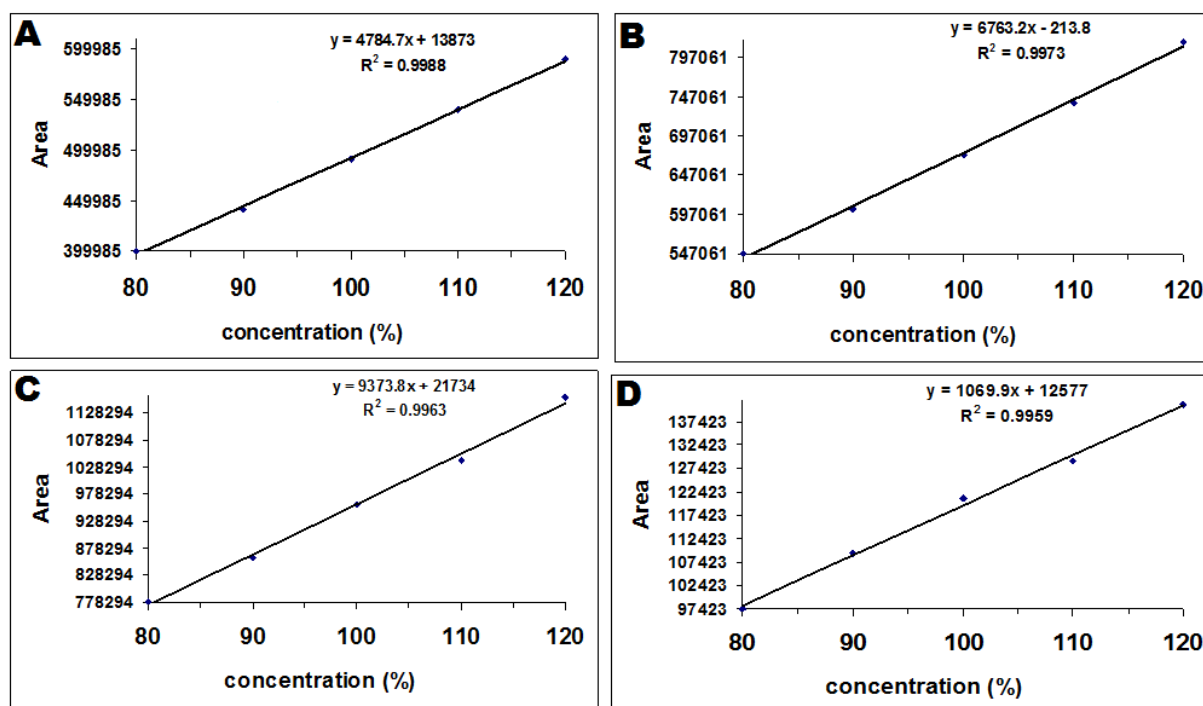 A
y = 4784.7x + 13873
R² = 0.9988
Area
599985
549985
499985
449985
399985
80 90 100 110 120
concentration (%)
B
y = 6763.2x - 213.8
R² = 0.9973
Area
797061
747061
697061
647061
597061
547061
80 90 100 110 120
concentration (%)
C
y = 9373.8x + 21734
R² = 0.9963
Area
1128294
1078294
1028294
978294
928294
878294
828294
778294
80 90 100 110 120
concentration (%)
D
y = 1069.9x + 12577
R² = 0.9959
Area
137423
132423
127423
122423
117423
112423
107423
102423
97423
80 90 100 110 120
concentration (%)